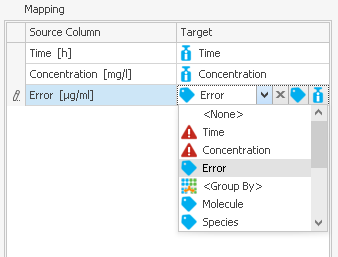 Mapping
Source Column Target
Time [h] Time
Concentration [mg/l] Concentration
Error [µg/ml] Error
<None>
Time
Concentration
Error
<Group By>
Molecule
Species